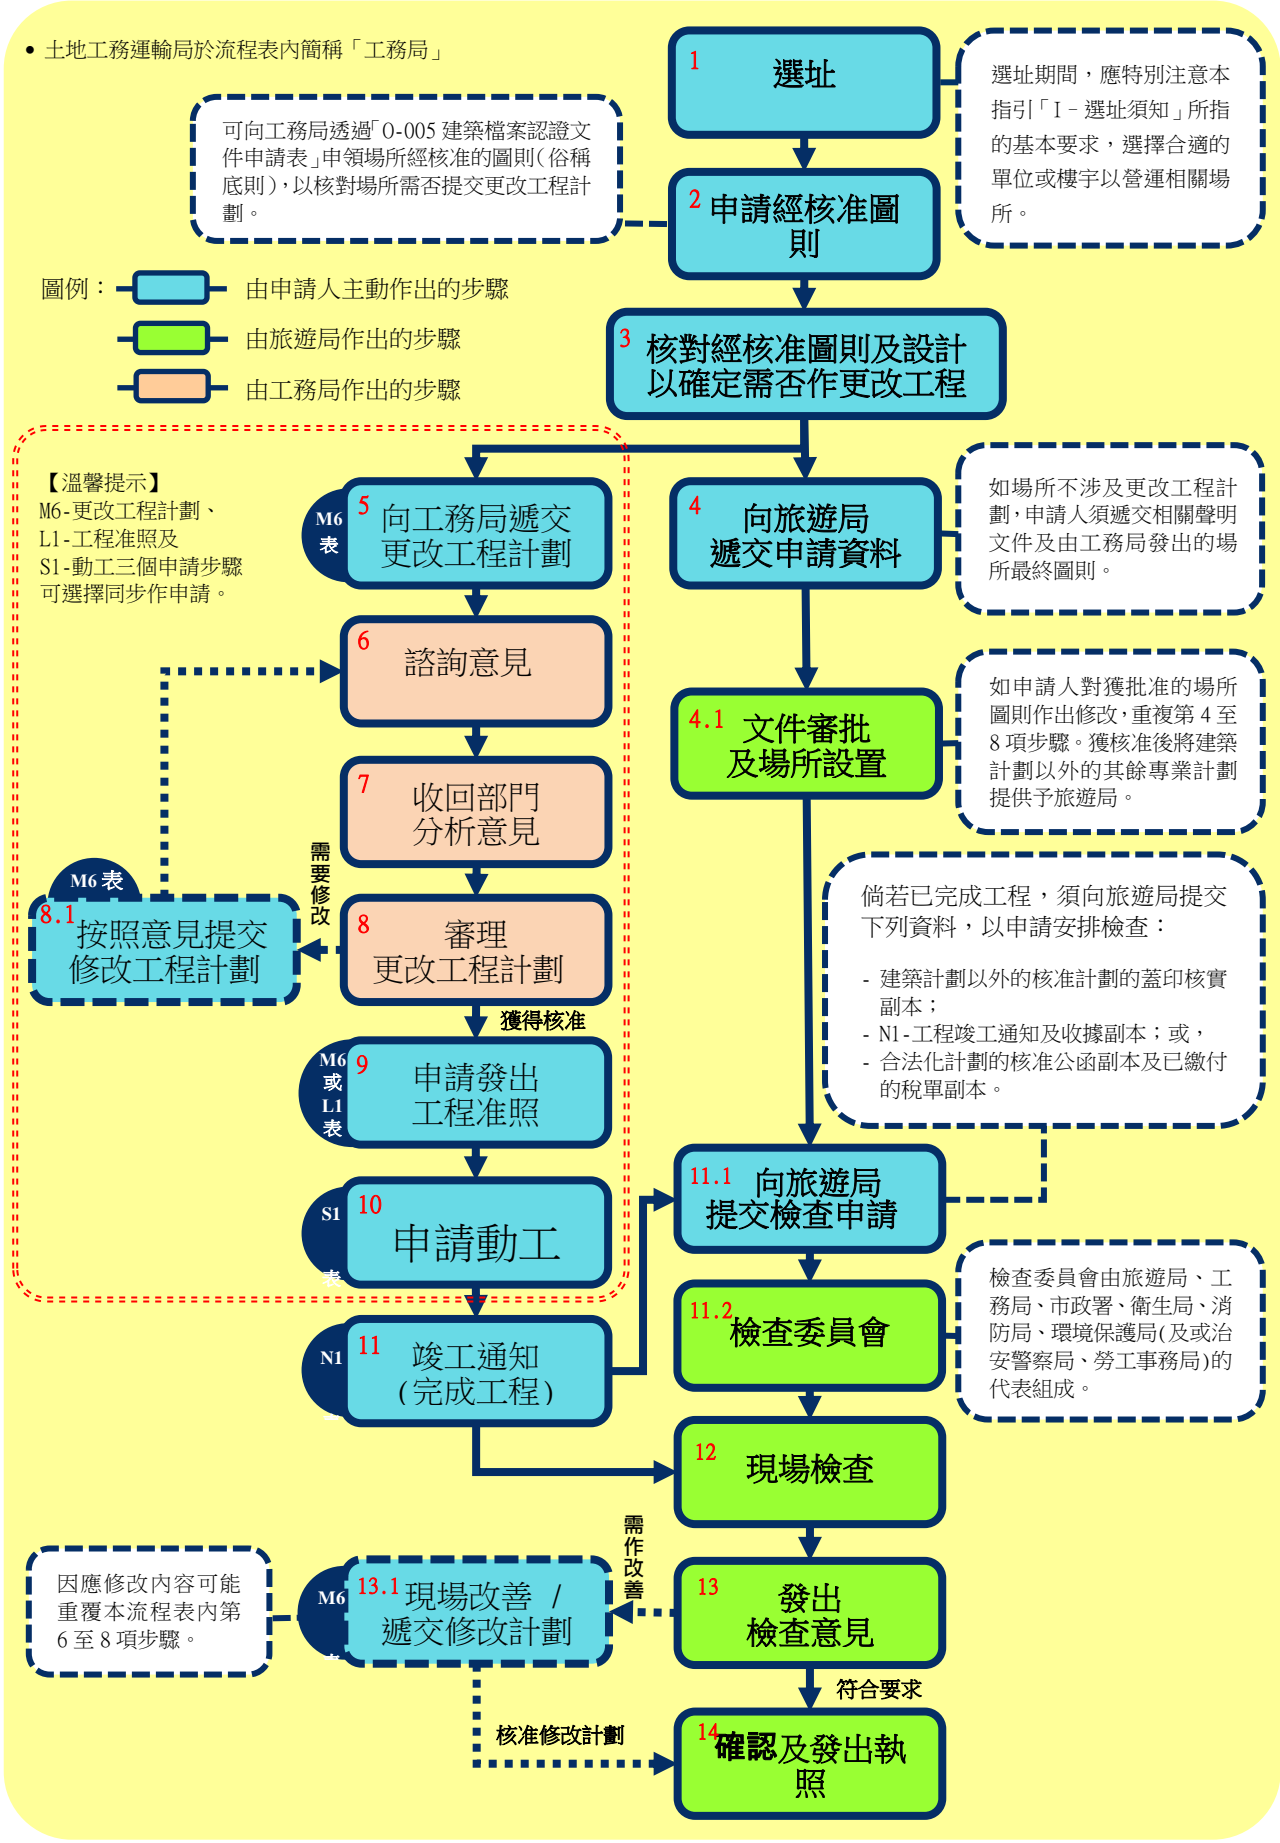 • 土地工務運輸局於流程表內簡稱「工務局」
1
選址
選址期間，應特別注意本
指引「I–選址須知」所指
的基本要求，選擇合適的
單位或樓宇以營運相關場
所。
可向工務局透過「O-005 建築檔案認證文
件申請表」申領場所經核准的圖則(俗稱
底則)，以核對場所需否提交更改工程計
劃。
2
申請經核准圖
則
圖例：
由申請人主動作出的步驟
由旅遊局作出的步驟
由工務局作出的步驟
3
核對經核准圖則及設計
以確定需否作更改工程
【溫馨提示】
M6-更改工程計劃、
L1-工程准照及
S1-動工三個申請步驟
可選擇同步作申請。
M6
表
5
向工務局遞交
更改工程計劃
4
向旅遊局
遞交申請資料
如場所不涉及更改工程計
劃，申請人須遞交相關聲明
文件及由工務局發出的場
所最終圖則。
6
諮詢意見
4.1
文件審批
及場所設置
如申請人對獲批准的場所
圖則作出修改，重複第 4 至
8 項步驟。獲核准後將建築
計劃以外的其餘專業計劃
提供予旅遊局。
7
收回部門
分析意見
需要修改
M6 表
8.1
按照意見提交
修改工程計劃
8
審理
更改工程計劃
獲得核准
倘若已完成工程，須向旅遊局提交
下列資料，以申請安排檢查：
- 建築計劃以外的核准計劃的蓋印核實
副本；
- N1-工程竣工通知及收據副本；或，
- 合法化計劃的核准公函副本及已繳付
的稅單副本。
M6
或
L1
表
9
申請發出
工程准照
11.1
向旅遊局
提交檢查申請
S1
表
10
申請動工
11.2
檢查委員會
檢查委員會由旅遊局、工
務局、市政署、衛生局、消
防局、環境保護局(及或治
安警察局、勞工事務局)的
代表組成。
N1
11
竣工通知
(完成工程)
12
現場檢查
需作改善
因應修改內容可能
重覆本流程表內第
6 至 8 項步驟。
M6
13.1
現場改善 /
遞交修改計劃
13
發出
檢查意見
符合要求
核准修改計劃
14
確認及發出執
照